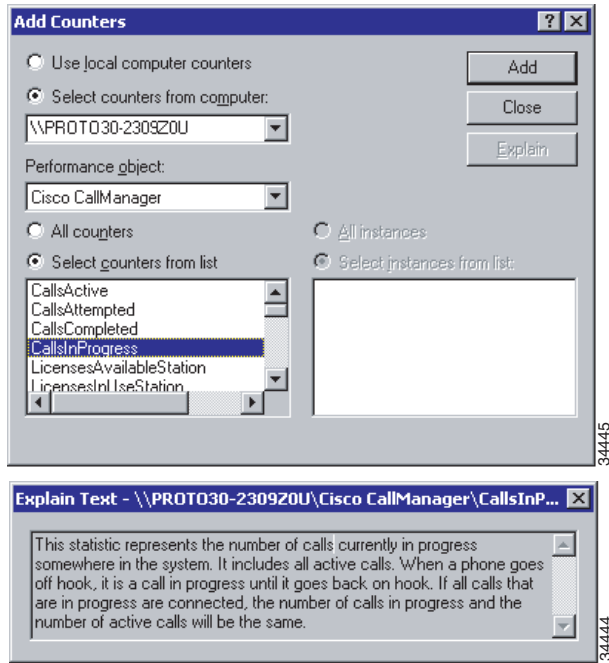 Add Counters
Use local computer counters
Select counters from computer:
\\PROTO30-2309Z0U
Performance object:
Cisco CallManager
All counters
Select counters from list
CallsActive
CallsAttempted
CallsCompleted
CallsInProgress
LicensesAvailableStation
LicensesInUseStation
Add
Close
Explain
All instances
Select instances from list:
34445
Explain Text - \\PROTO30-2309Z0U\Cisco CallManager\CallsInP...
This statistic represents the number of calls currently in progress
somewhere in the system. It includes all active calls. When a phone goes
off hook, it is a call in progress until it goes back on hook. If all calls that
are in progress are connected, the number of calls in progress and the
number of active calls will be the same.
34444